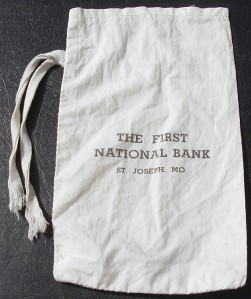 THE FIRST
NATIONAL BANK
ST. JOSEPH, MO.